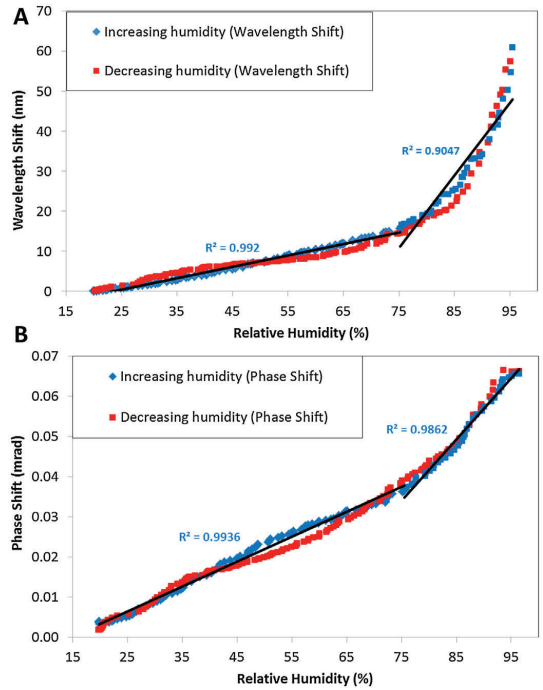 A
70
60
50
40
30
20
10
0
Wavelength Shift (nm)
Increasing humidity (Wavelength Shift)
Decreasing humidity (Wavelength Shift)
R² = 0.9047
R² = 0.992
15 25 35 45 55 65 75 85 95
Relative Humidity (%)
B
0.07
0.06
0.05
0.04
0.03
0.02
0.01
0.00
Phase Shift (mrad)
Increasing humidity (Phase Shift)
Decreasing humidity (Phase Shift)
R² = 0.9862
R² = 0.9936
15 25 35 45 55 65 75 85 95
Relative Humidity (%)